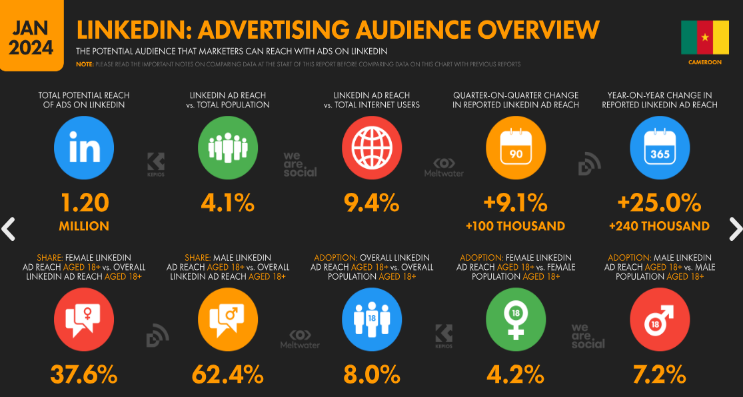 JAN
2024
LINKEDIN: ADVERTISING AUDIENCE OVERVIEW
THE POTENTIAL AUDIENCE THAT MARKETERS CAN REACH WITH ADS ON LINKEDIN
NOTE: PLEASE READ THE IMPORTANT NOTES ON COMPARING DATA AT THE START OF THIS REPORT BEFORE COMPARING DATA ON THIS CHART WITH PREVIOUS REPORTS
CAMEROON
TOTAL POTENTIAL REACH
OF ADS ON LINKEDIN
in
1.20
MILLION
LINKEDIN AD REACH
vs. TOTAL POPULATION
4.1%
LINKEDIN AD REACH
vs. TOTAL INTERNET USERS
9.4%
QUARTER-ON-QUARTER CHANGE
IN REPORTED LINKEDIN AD REACH
90
+9.1%
+100 THOUSAND
YEAR-ON-YEAR CHANGE IN
REPORTED LINKEDIN AD REACH
365
+25.0%
+240 THOUSAND
KEPIOS
we
are.
social
Meltwater
SHARE: FEMALE LINKEDIN
AD REACH AGED 18+ vs. OVERALL
LINKEDIN AD REACH AGED 18+
37.6%
SHARE: MALE LINKEDIN
AD REACH AGED 18+ vs. OVERALL
LINKEDIN AD REACH AGED 18+
62.4%
ADOPTION: OVERALL LINKEDIN
AD REACH AGED 18+ vs. OVERALL
POPULATION AGED 18+
18
8.0%
ADOPTION: FEMALE LINKEDIN
AD REACH AGED 18+ vs. FEMALE
POPULATION AGED 18+
18
4.2%
ADOPTION: MALE LINKEDIN
AD REACH AGED 18+ vs. MALE
POPULATION AGED 18+
18
7.2%
Meltwater
KEPIOS
we
are.
social